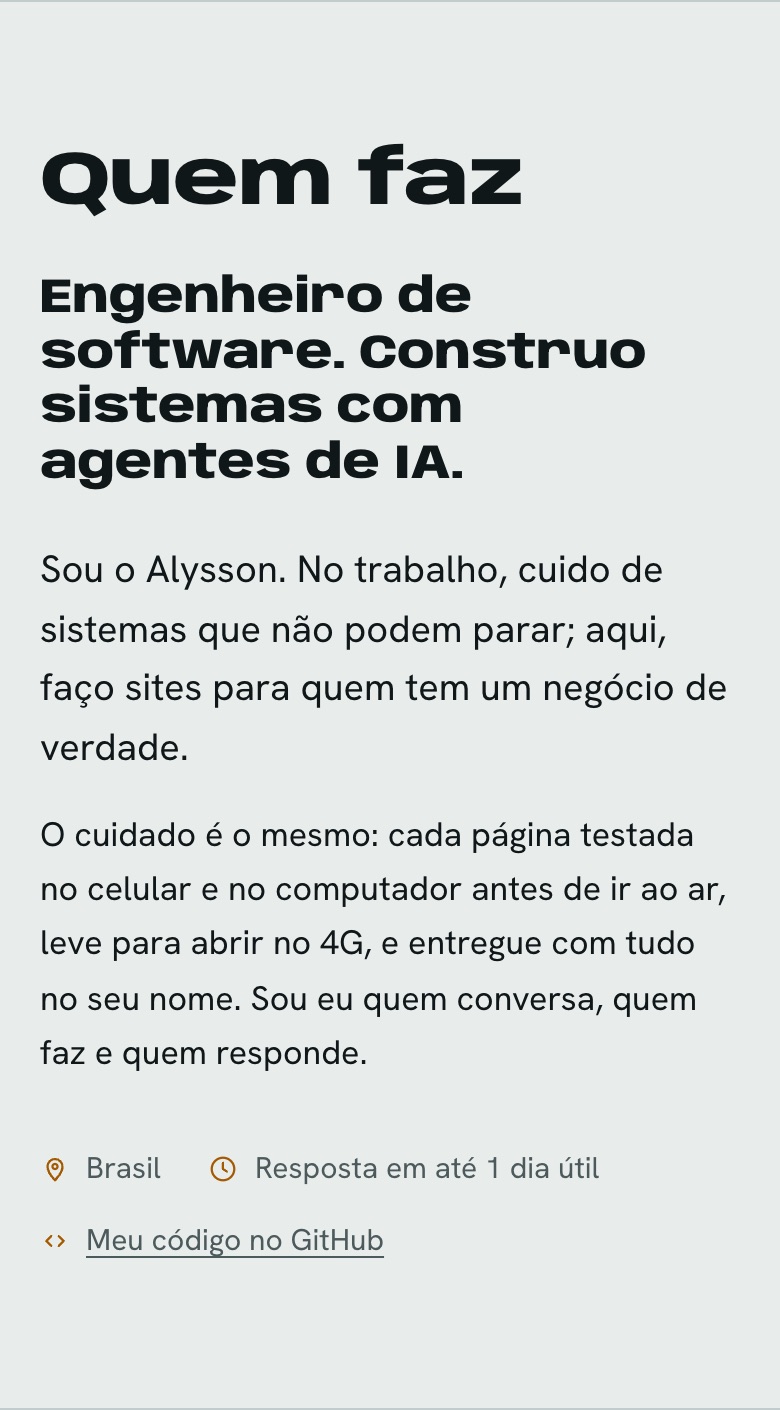 Quem faz
Engenheiro de
software. Construo
sistemas com
agentes de IA.
Sou o Alysson. No trabalho, cuido de
sistemas que não podem parar; aqui,
faço sites para quem tem um negócio de
verdade.
O cuidado é o mesmo: cada página testada
no celular e no computador antes de ir ao ar,
leve para abrir no 4G, e entregue com tudo
no seu nome. Sou eu quem conversa, quem
faz e quem responde.
Brasil Resposta em até 1 dia útil
Meu código no GitHub